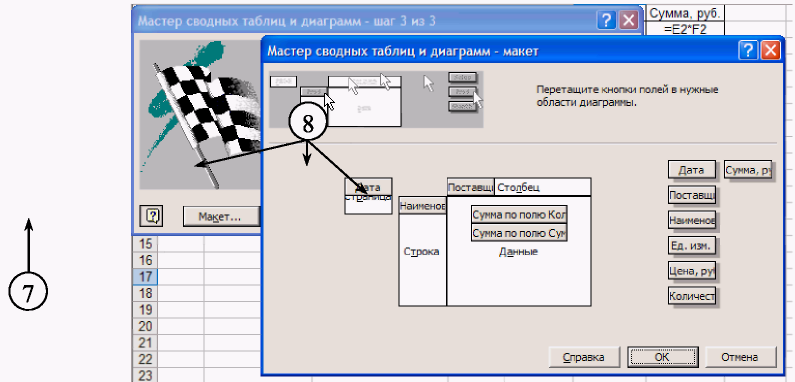 Мастер сводных таблиц и диаграмм - шаг 3 из 3
Сумма, руб.
=E2*F2
Мастер сводных таблиц и диаграмм - макет
Перетащите кнопки полей в нужные
области диаграммы.
8
Дата
Страница
Поставщ Столбец
Наименов
Сумма по полю Кол
Сумма по полю Сум
Строка
Данные
Дата
Сумма, ру
Поставщ
Наименов
Ед. изм.
Цена, руб
Количест
Макет...
7
15
16
17
18
19
20
21
22
23
Справка
ОК
Отмена